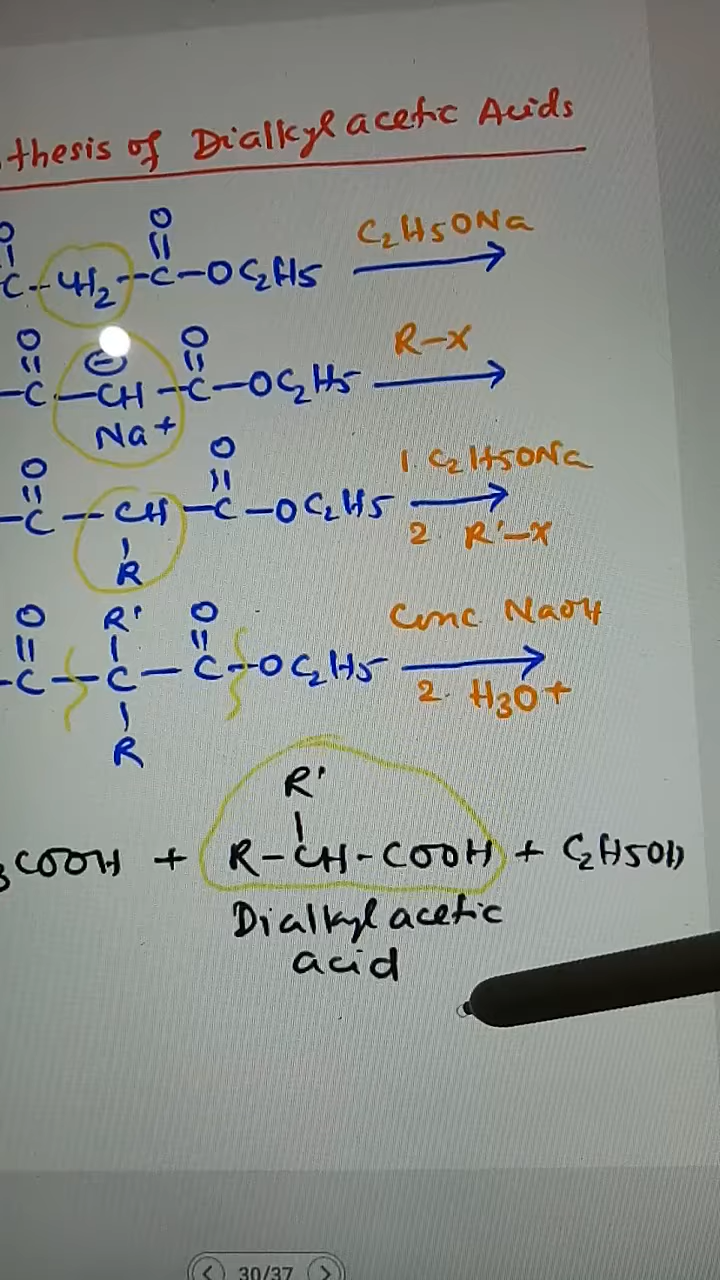 thesis of Dialkyl acetic Acids
O O
C-CH2-C-OC2H5 C2H5ONa
O ⊖ O
-C-CH-C-OC2H5 R-X
Na+
O O
-C-CH-C-OC2H5 1. C2H5ONa
R 2. R'-X
O R' O
-C-C-C-OC2H5 Conc. NaOH
R 2. H3O+
R'
3COOH + R-CH-COOH + C2H5OH
Dialkyl acetic
acid
30/37